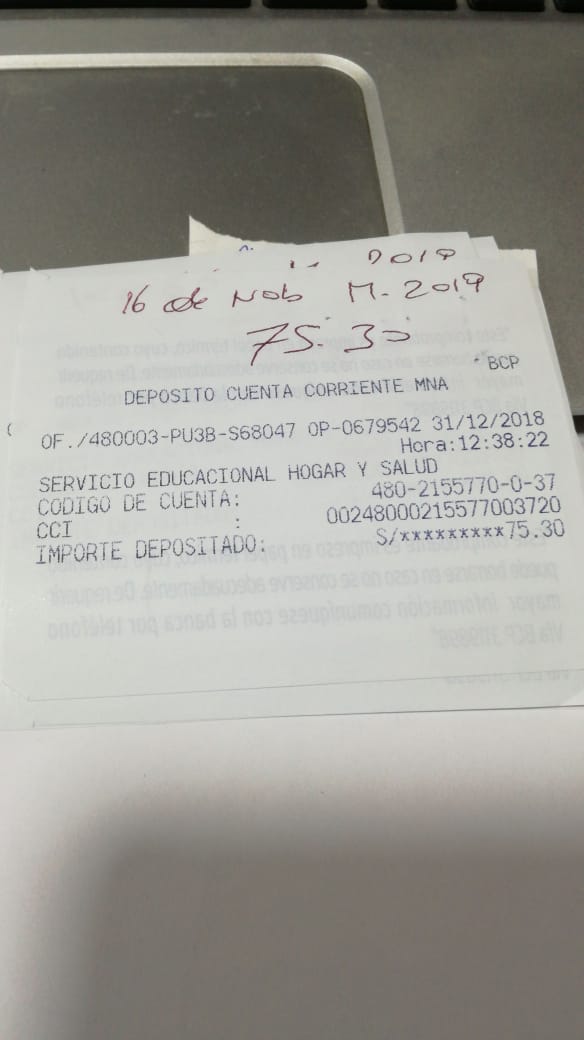 2019
16 de Nob M-2019
75.30
BCP
DEPOSITO CUENTA CORRIENTE MNA
OF./480003-PU3B-S68047 OP-0679542 31/12/2018
Hora:12:38:22
SERVICIO EDUCACIONAL HOGAR Y SALUD
CODIGO DE CUENTA: 480-2155770-0-37
CCI : 00248000215577003720
IMPORTE DEPOSITADO: S/*********75.30